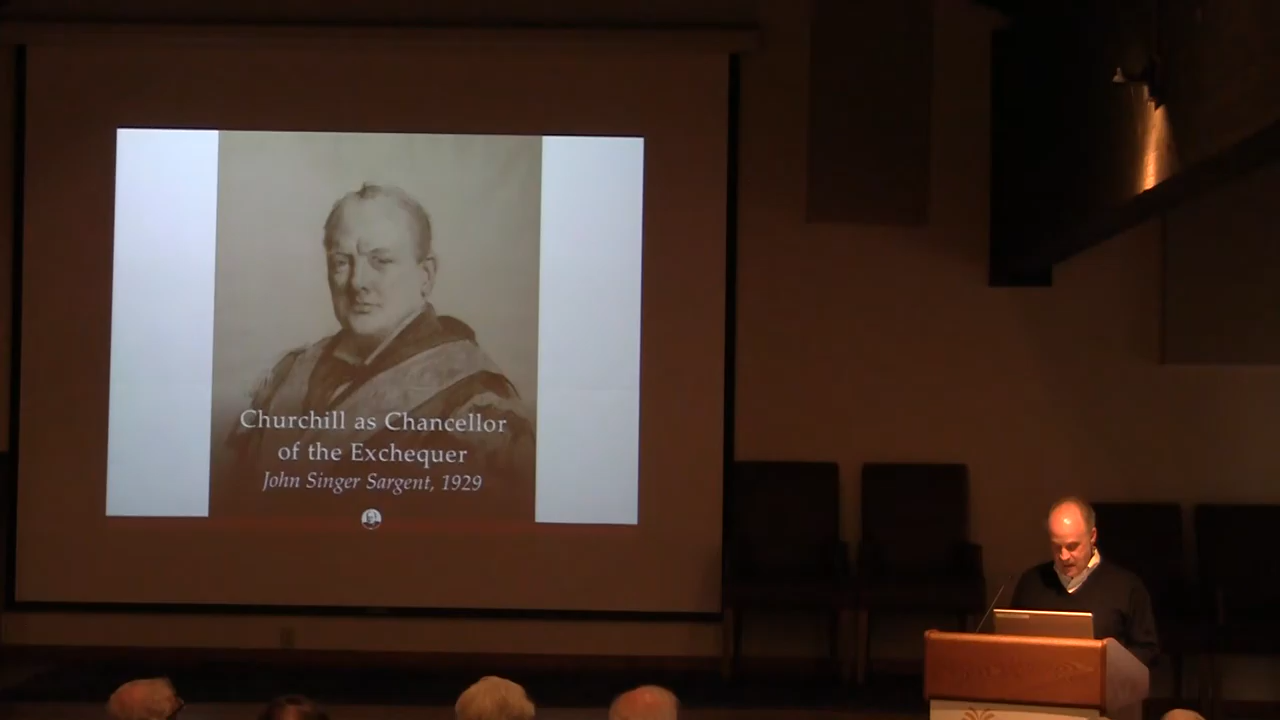 Churchill as Chancellor
of the Exchequer
John Singer Sargent, 1929